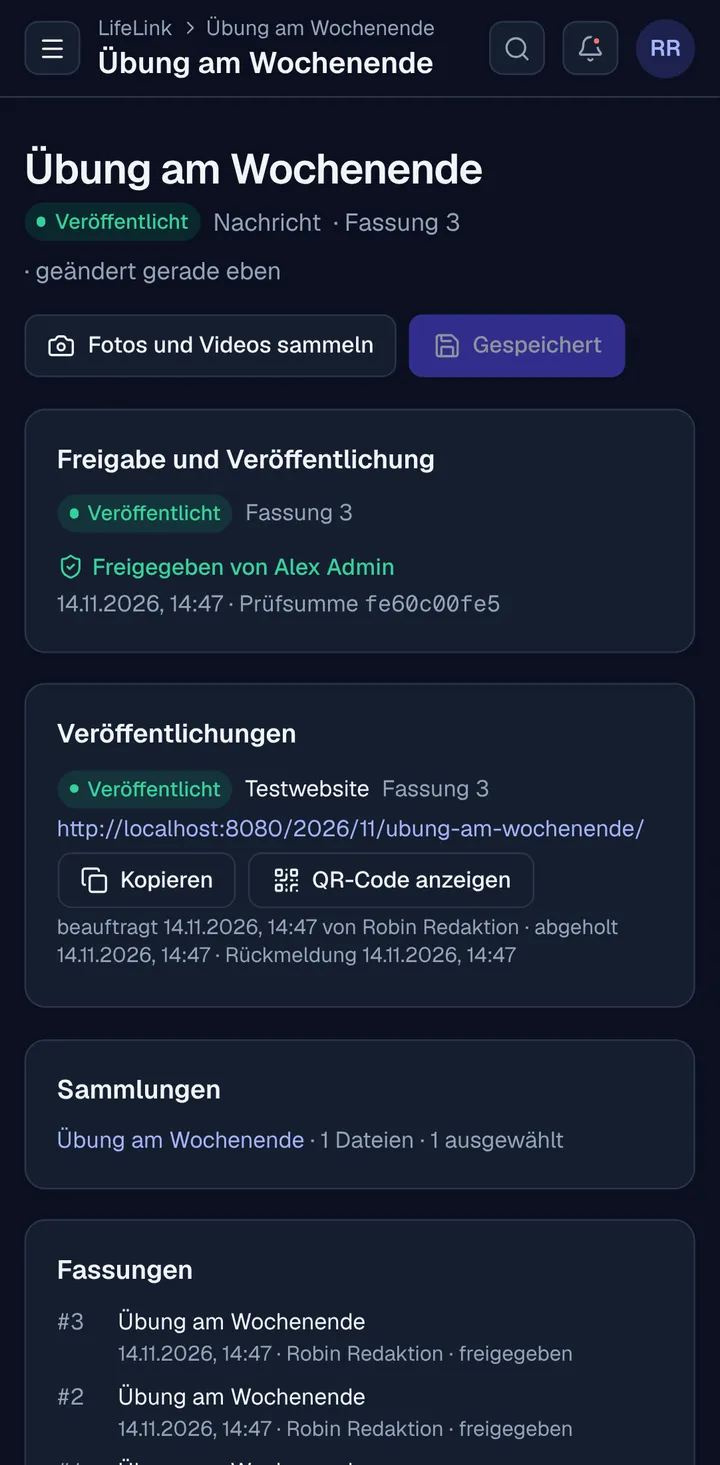 LifeLink > Übung am Wochenende
Übung am Wochenende
RR
Übung am Wochenende
Veröffentlicht Nachricht · Fassung 3
· geändert gerade eben
Fotos und Videos sammeln
Gespeichert
Freigabe und Veröffentlichung
Veröffentlicht Fassung 3
Freigegeben von Alex Admin
14.11.2026, 14:47 · Prüfsumme fe60c00fe5
Veröffentlichungen
Veröffentlicht Testwebsite Fassung 3
http://localhost:8080/2026/11/ubung-am-wochenende/
Kopieren
QR-Code anzeigen
beauftragt 14.11.2026, 14:47 von Robin Redaktion · abgeholt
14.11.2026, 14:47 · Rückmeldung 14.11.2026, 14:47
Sammlungen
Übung am Wochenende · 1 Dateien · 1 ausgewählt
Fassungen
#3 Übung am Wochenende
14.11.2026, 14:47 · Robin Redaktion · freigegeben
#2 Übung am Wochenende
14.11.2026, 14:47 · Robin Redaktion · freigegeben